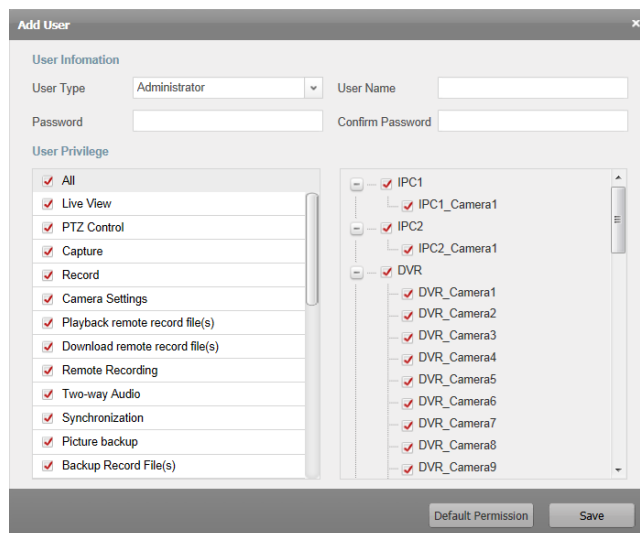 Add User
User Infomation
User Type Administrator User Name
Password Confirm Password
User Privilege
All
Live View
PTZ Control
Capture
Record
Camera Settings
Playback remote record file(s)
Download remote record file(s)
Remote Recording
Two-way Audio
Synchronization
Picture backup
Backup Record File(s)
IPC1
IPC1_Camera1
IPC2
IPC2_Camera1
DVR
DVR_Camera1
DVR_Camera2
DVR_Camera3
DVR_Camera4
DVR_Camera5
DVR_Camera6
DVR_Camera7
DVR_Camera8
DVR_Camera9
Default Permission Save